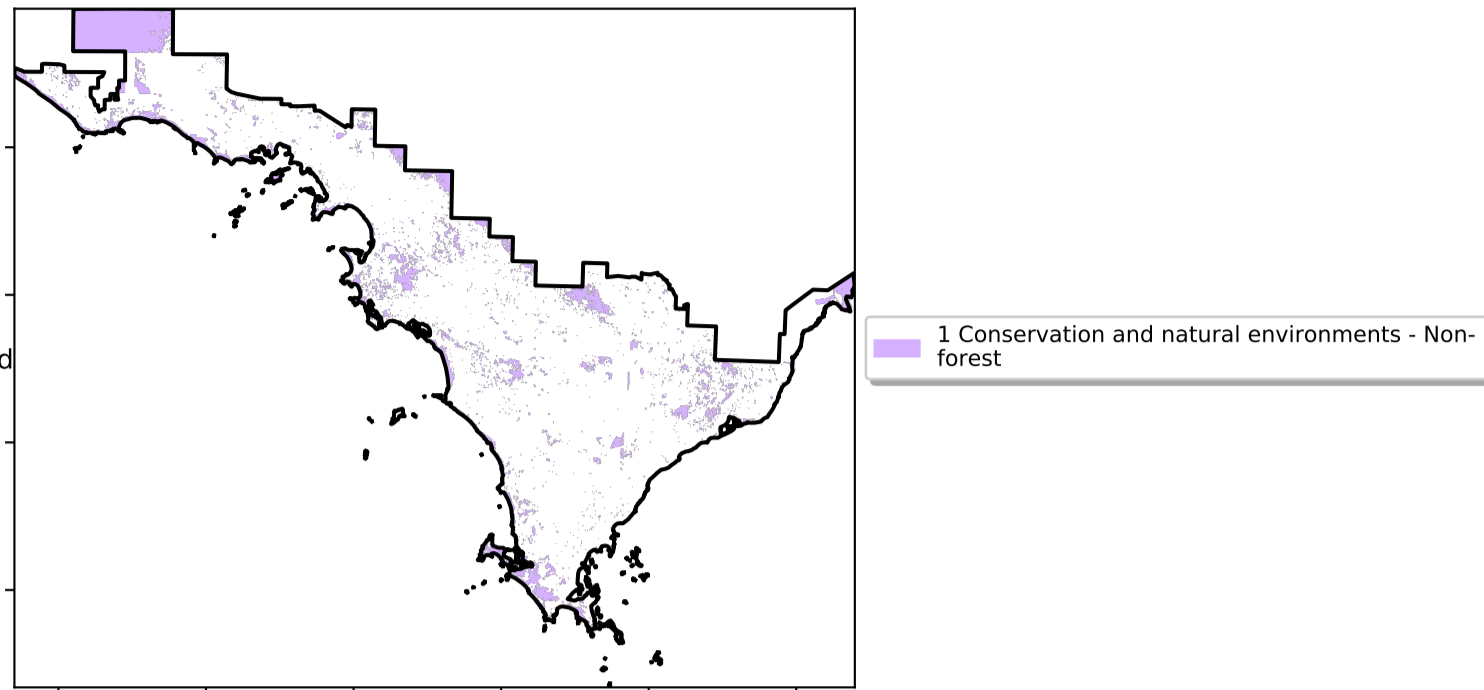 d
1 Conservation and natural environments - Non-
forest